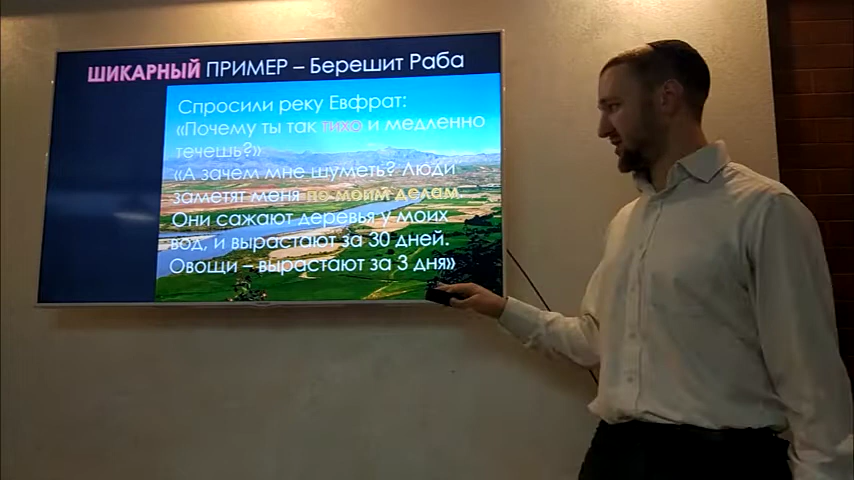 ШИКАРНЫЙ ПРИМЕР – Берешит Раба
Спросили реку Евфрат:
«Почему ты так тихо и медленно
течешь?»
«А зачем мне шуметь? Люди
заметят меня по моим делам
Они сажают деревья у моих
вод, и вырастают за 30 дней.
Овощи – вырастают за 3 дня»